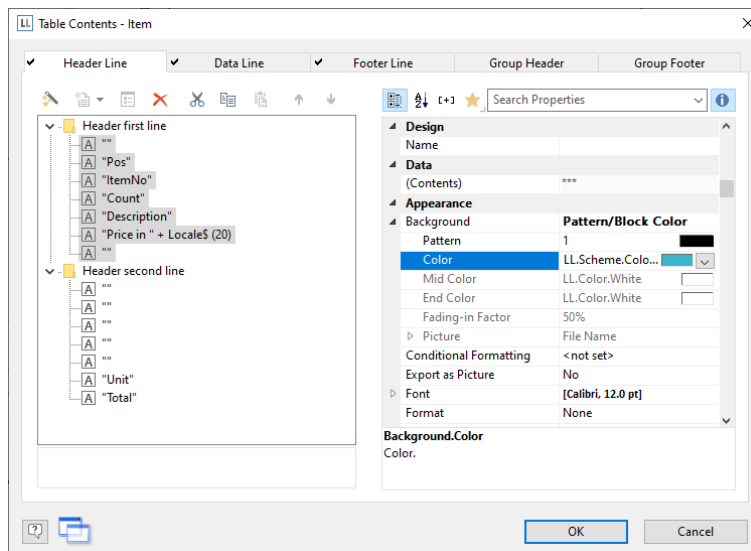 LL Table Contents - Item
Header Line Data Line Footer Line Group Header Group Footer
Search Properties
Header first line
A ""
A "Pos"
A "ItemNo"
A "Count"
A "Description"
A "Price in " + Locale$ (20)
A ""
Header second line
A ""
A ""
A ""
A ""
A ""
A "Unit"
A "Total"
Design
Name
Data
(Contents) ***
Appearance
Background Pattern/Block Color
Pattern 1
Color LL.Scheme.Colo...
Mid Color LL.Color.White
End Color LL.Color.White
Fading-in Factor 50%
Picture File Name
Conditional Formatting <not set>
Export as Picture No
Font [Calibri, 12.0 pt]
Format None
Background.Color
Color.
OK Cancel